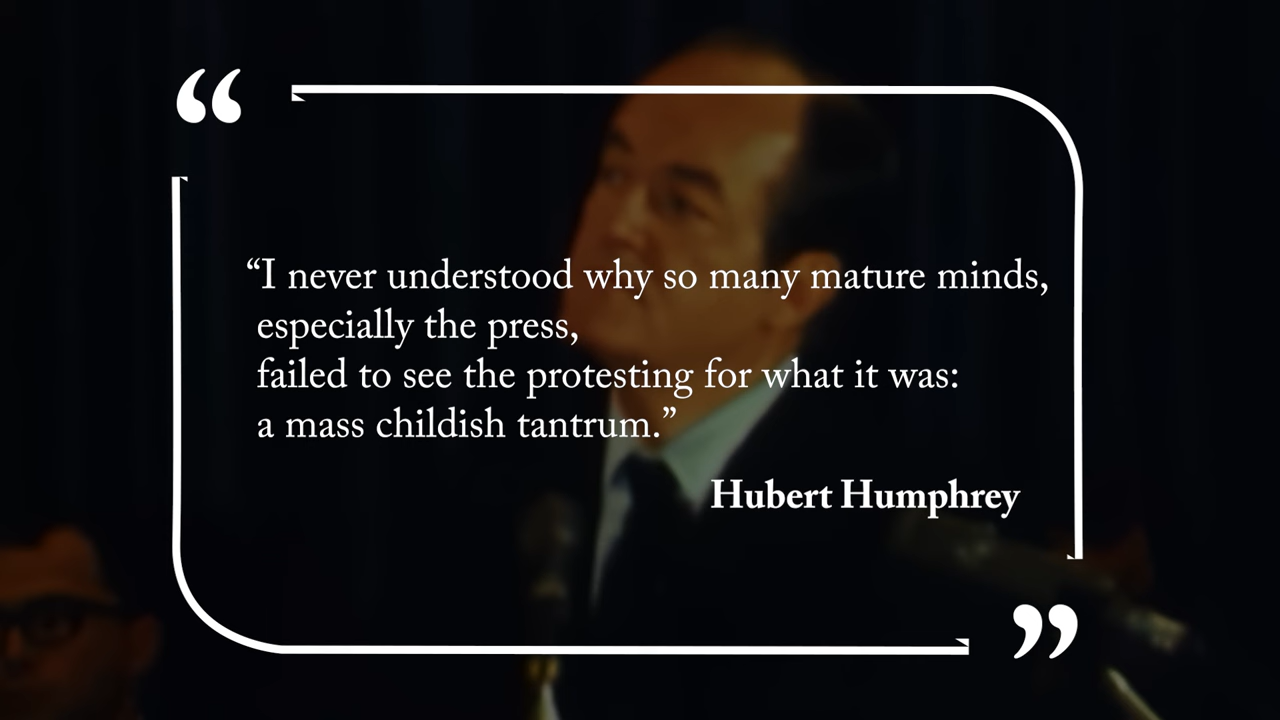 “I never understood why so many mature minds,
especially the press,
failed to see the protesting for what it was:
a mass childish tantrum.”
Hubert Humphrey